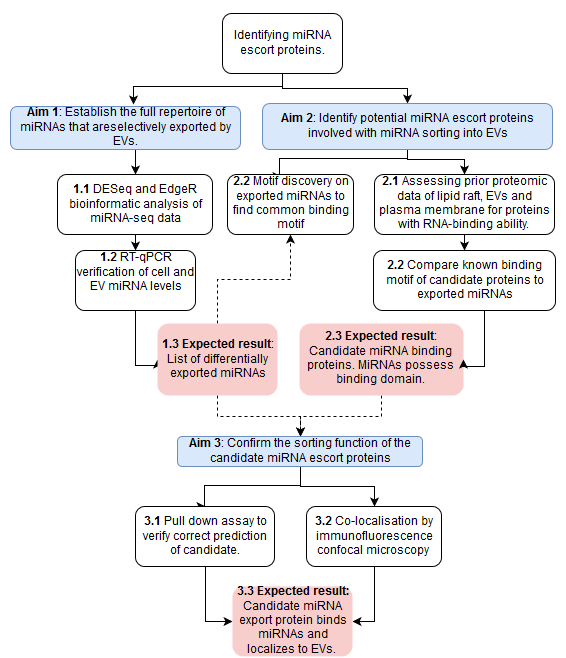 Identifying miRNA
escort proteins.
Aim 1: Establish the full repertoire of
miRNAs that areselectively exported by
EVs.
Aim 2: Identify potential miRNA escort proteins
involved with miRNA sorting into EVs
1.1 DESeq and EdgeR
bioinformatic analysis of
miRNA-seq data
2.2 Motif discovery on
exported miRNAs to
find common binding
motif
2.1 Assessing prior proteomic
data of lipid raft, EVs and
plasma membrane for proteins
with RNA-binding ability.
1.2 RT-qPCR
verification of cell and
EV miRNA levels
2.2 Compare known binding
motif of candidate proteins to
exported miRNAs
1.3 Expected result:
List of differentially
exported miRNAs
2.3 Expected result:
Candidate miRNA binding
proteins. MiRNAs possess
binding domain.
Aim 3: Confirm the sorting function of the
candidate miRNA escort proteins
3.1 Pull down assay to
verify correct prediction
of candidate.
3.2 Co-localisation by
immunofluorescence
confocal microscopy
3.3 Expected result:
Candidate miRNA
export protein binds
miRNAs and
localizes to EVs.